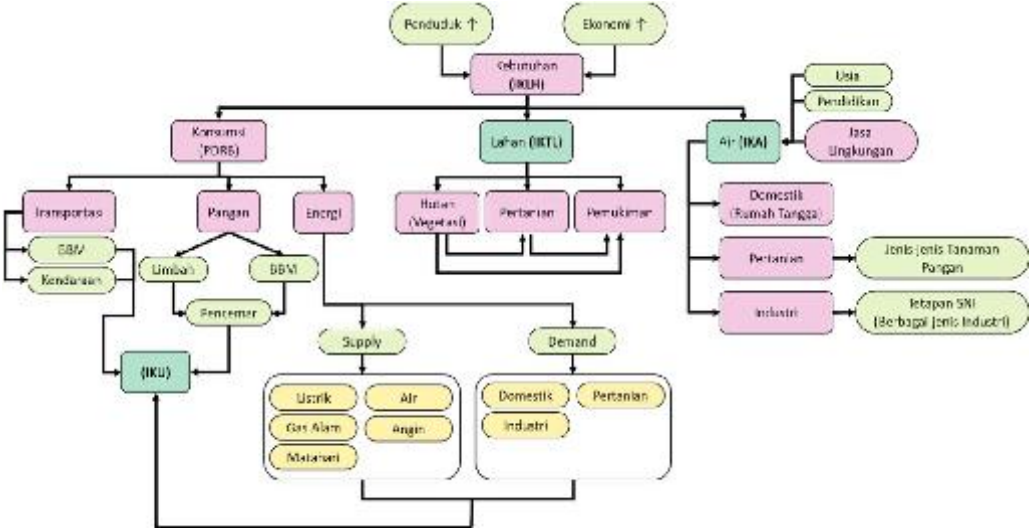 Penduduk ↑
Ekonomi ↑
Kebutuhan
(IKLH)
Usia
Pendidikan
Jasa
Lingkungan
Konsumsi
(PDRB)
Lahan (IKTL)
Air (IKA)
Transportasi
Pangan
Energi
Hutan
(Vegetasi)
Pertanian
Pemukiman
Domestik
(Rumah Tangga)
BBM
Kendaraan
Limbah
BBM
Pertanian
Jenis-Jenis Tanaman
Pangan
Pencemar
Industri
Tetapan SNI
(Berbagai Jenis Industri)
Supply
Demand
(IKU)
Listrik
Air
Gas Alam
Angin
Matahari
Domestik
Pertanian
Industri